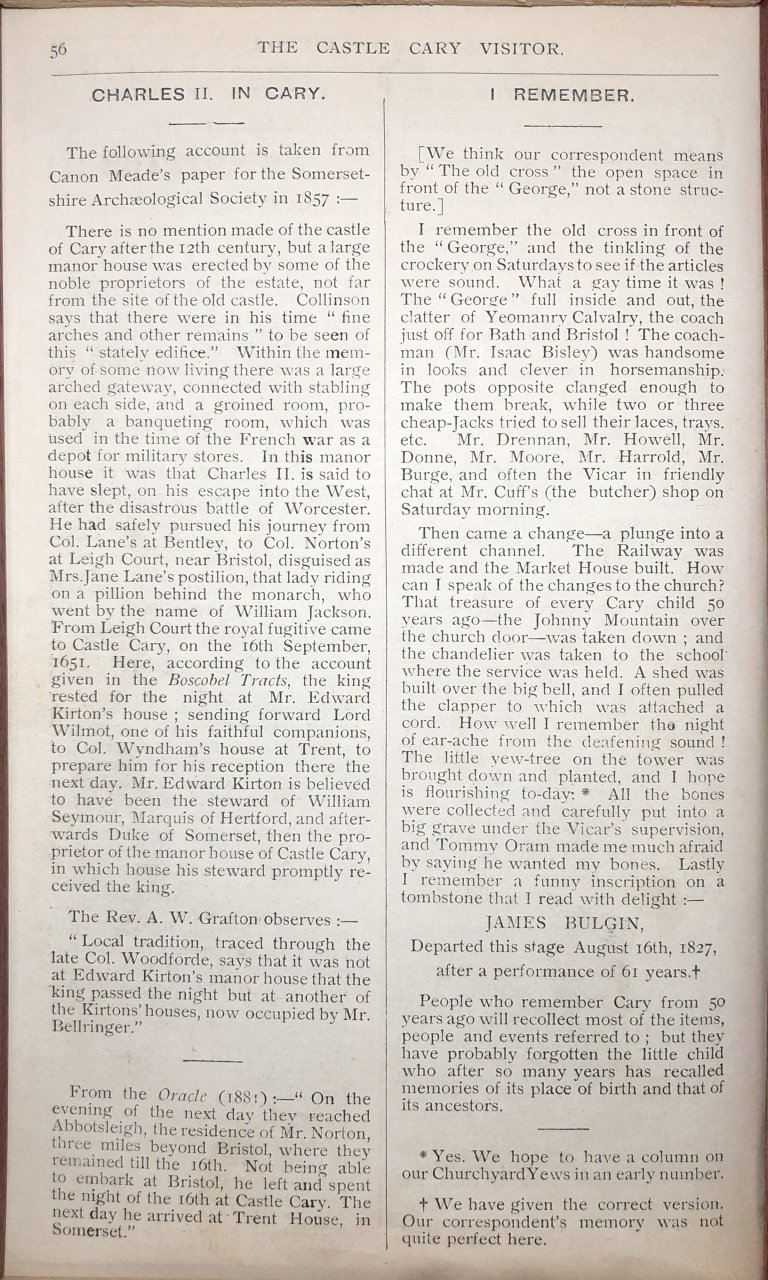 56
THE CASTLE CARY VISITOR.
CHARLES II. IN CARY.
The following account is taken from
Canon Meade's paper for the Somerset-
shire Archæological Society in 1857 :—
There is no mention made of the castle
of Cary after the 12th century, but a large
manor house was erected by some of the
noble proprietors of the estate, not far
from the site of the old castle. Collinson
says that there were in his time " fine
arches and other remains " to be seen of
this " stately edifice." Within the mem-
ory of some now living there was a large
arched gateway, connected with stabling
on each side, and a groined room, pro-
bably a banqueting room, which was
used in the time of the French war as a
depot for military stores. In this manor
house it was that Charles II. is said to
have slept, on his escape into the West,
after the disastrous battle of Worcester.
He had safely pursued his journey from
Col. Lane's at Bentley, to Col. Norton's
at Leigh Court, near Bristol, disguised as
Mrs. Jane Lane's postilion, that lady riding
on a pillion behind the monarch, who
went by the name of William Jackson.
From Leigh Court the royal fugitive came
to Castle Cary, on the 16th September,
1651. Here, according to the account
given in the Boscobel Tracts, the king
rested for the night at Mr. Edward
Kirton's house ; sending forward Lord
Wilmot, one of his faithful companions,
to Col. Wyndham's house at Trent, to
prepare him for his reception there the
next day. Mr. Edward Kirton is believed
to have been the steward of William
Seymour, Marquis of Hertford, and after-
wards Duke of Somerset, then the pro-
prietor of the manor house of Castle Cary,
in which house his steward promptly re-
ceived the king.
The Rev. A. W. Grafton observes :—
" Local tradition, traced through the
late Col. Woodforde, says that it was not
at Edward Kirton's manor house that the
king passed the night but at another of
the Kirtons' houses, now occupied by Mr.
Bellringer."
From the Oracle (1881) :—" On the
evening of the next day they reached
Abbotsleigh, the residence of Mr. Norton,
three miles beyond Bristol, where they
remained till the 16th. Not being able
to embark at Bristol, he left and spent
the night of the 16th at Castle Cary. The
next day he arrived at Trent House, in
Somerset."
I REMEMBER.
[We think our correspondent means
by " The old cross " the open space in
front of the " George," not a stone struc-
ture.]
I remember the old cross in front of
the " George," and the tinkling of the
crockery on Saturdays to see if the articles
were sound. What a gay time it was !
The " George " full inside and out, the
clatter of Yeomanry Calvalry, the coach
just off for Bath and Bristol ! The coach-
man (Mr. Isaac Bisley) was handsome
in looks and clever in horsemanship.
The pots opposite clanged enough to
make them break, while two or three
cheap-Jacks tried to sell their laces, trays.
etc. Mr. Drennan, Mr. Howell, Mr.
Donne, Mr. Moore, Mr. Harrold, Mr.
Burge, and often the Vicar in friendly
chat at Mr. Cuff's (the butcher) shop on
Saturday morning.
Then came a change—a plunge into a
different channel. The Railway was
made and the Market House built. How
can I speak of the changes to the church?
That treasure of every Cary child 50
years ago—the Johnny Mountain over
the church door—was taken down ; and
the chandelier was taken to the school
where the service was held. A shed was
built over the big bell, and I often pulled
the clapper to which was attached a
cord. How well I remember the night
of ear-ache from the deafening sound !
The little yew-tree on the tower was
brought down and planted, and I hope
is flourishing to-day: * All the bones
were collected and carefully put into a
big grave under the Vicar's supervision,
and Tommy Oram made me much afraid
by saying he wanted my bones. Lastly
I remember a funny inscription on a
tombstone that I read with delight :—
JAMES BULGIN,
Departed this stage August 16th, 1827,
after a performance of 61 years.†
People who remember Cary from 50
years ago will recollect most of the items,
people and events referred to ; but they
have probably forgotten the little child
who after so many years has recalled
memories of its place of birth and that of
its ancestors.
* Yes. We hope to have a column on
our Churchyard Yews in an early number.
† We have given the correct version.
Our correspondent's memory was not
quite perfect here.